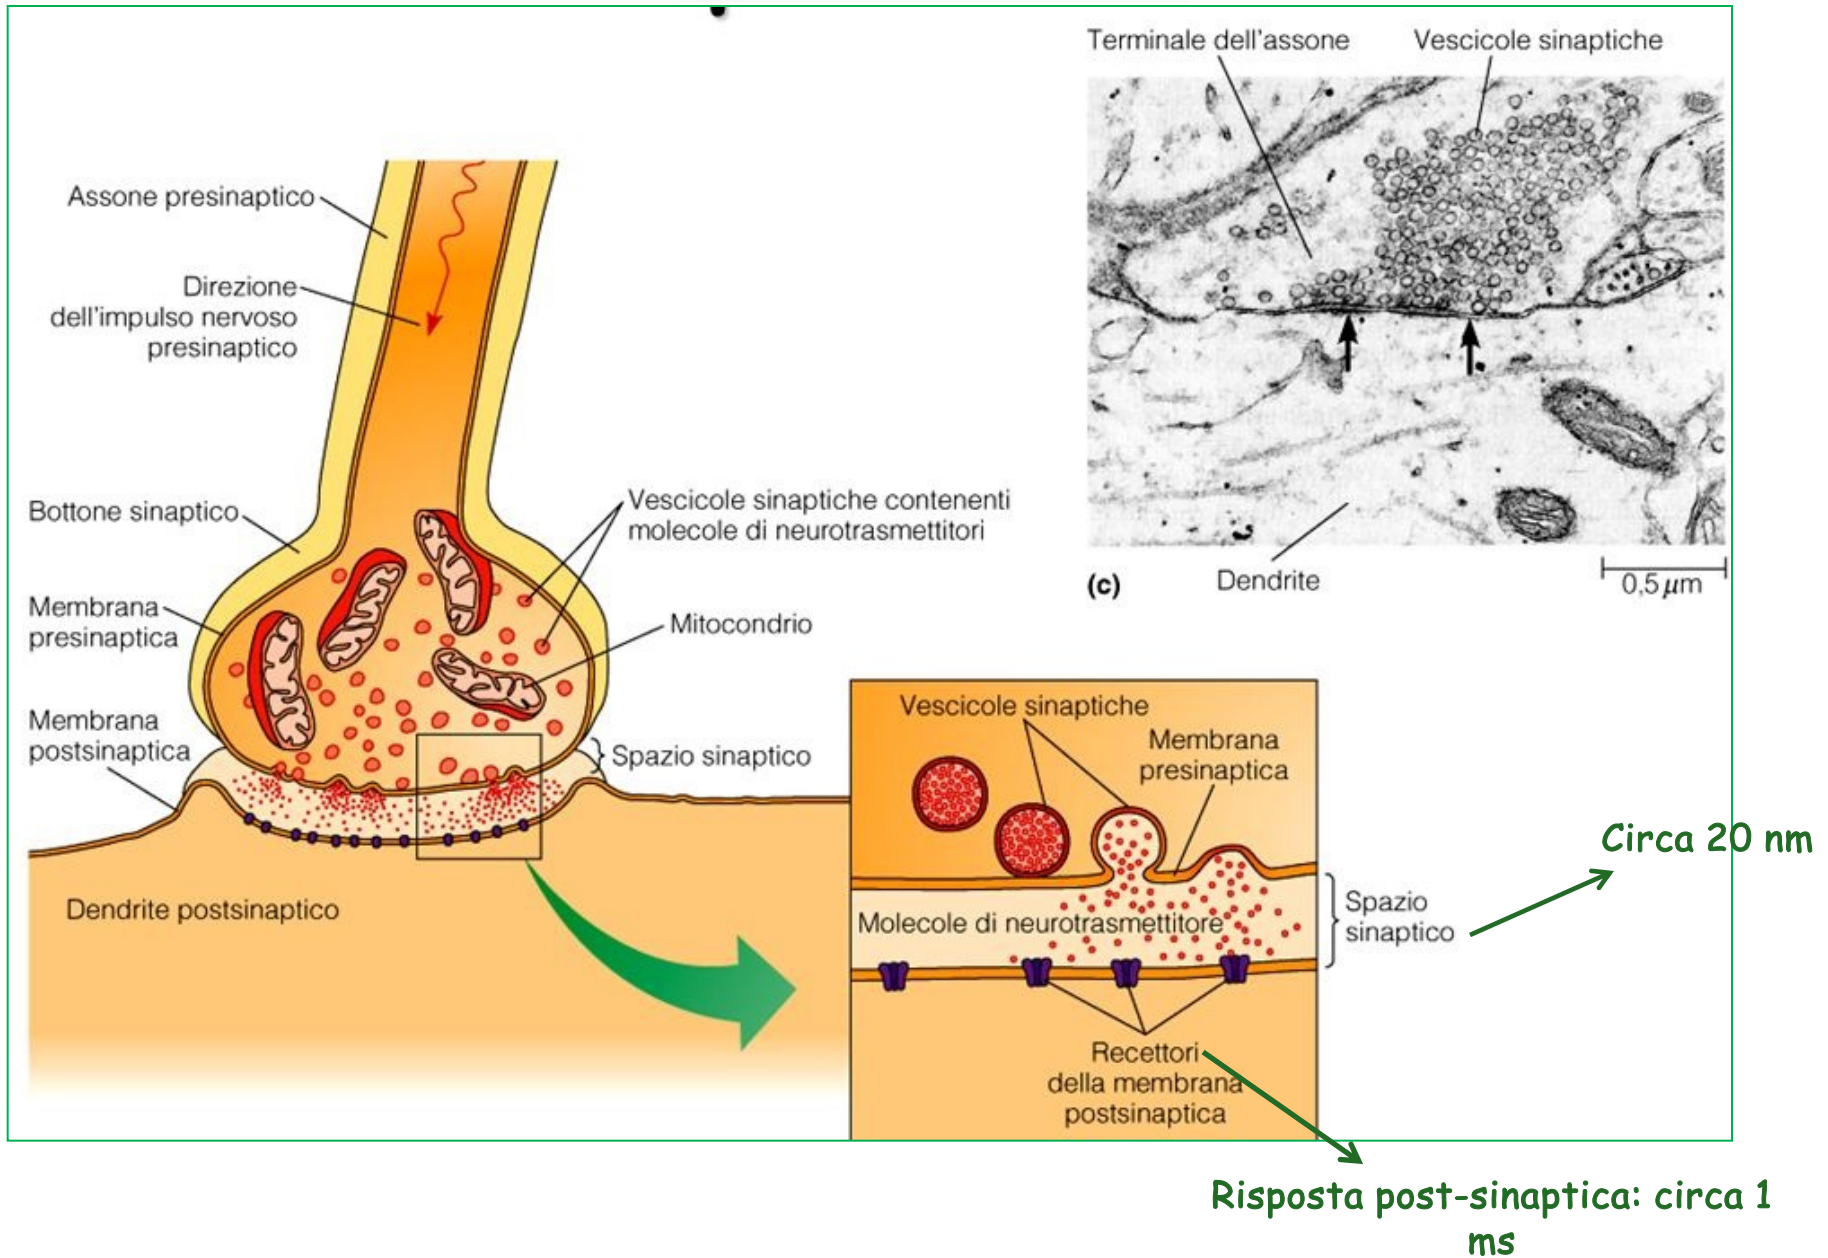 Terminale dell'assone
Vescicole sinaptiche
Assone presinaptico
Direzione
dell'impulso nervoso
presinaptico
Bottone sinaptico
Vescicole sinaptiche contenenti
molecole di neurotrasmettitori
Membrana
presinaptica
Mitocondrio
Membrana
postsinaptica
Spazio sinaptico
Dendrite postsinaptico
(c)
Dendrite
0,5 μm
Vescicole sinaptiche
Membrana
presinaptica
Molecole di neurotrasmettitore
Spazio
sinaptico
Circa 20 nm
Recettori
della membrana
postsinaptica
Risposta post-sinaptica: circa 1
ms